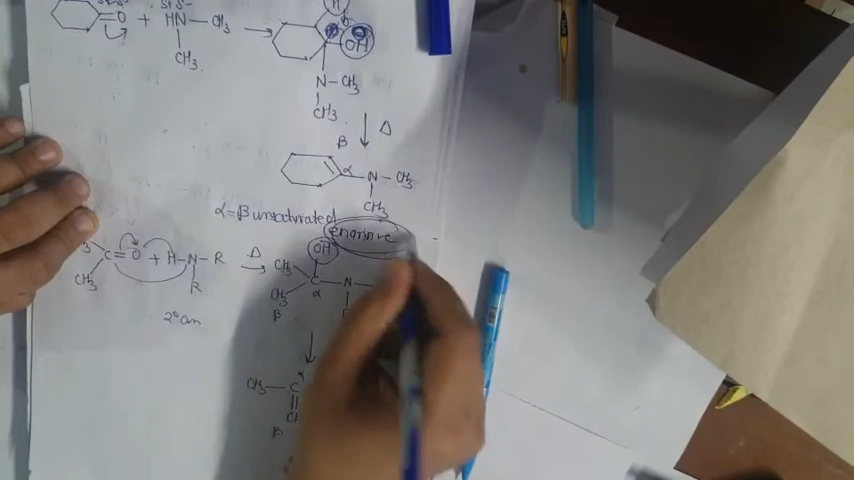 =O + HN — CH3
CH3
H
OH
N — CH3
CH3
Δ
β
α N — CH3
CH3
α=β unsaturated
enamine
C=O + H—N—R
CH3
R
2° am
Δ
OH
CH3
C — N —
CH3
α
β
CH3 — C
α
β